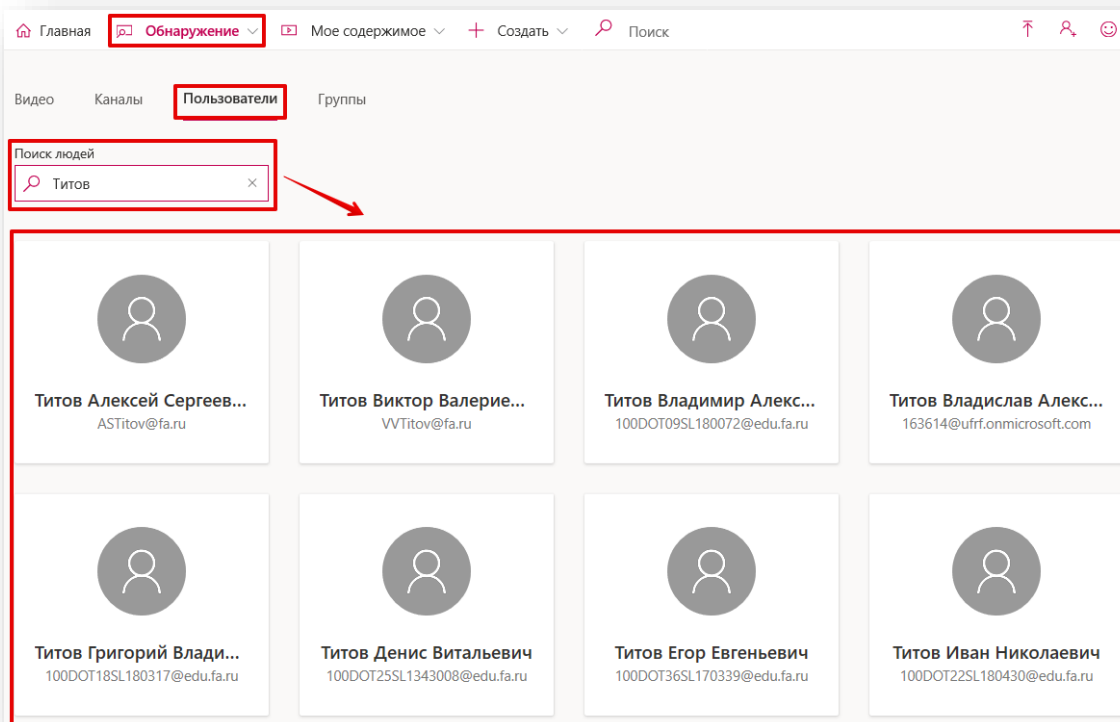 Главная Обнаружение Мое содержимое Создать Поиск
Видео Каналы Пользователи Группы
Поиск людей
Титов
Титов Алексей Сергеев... Титов Виктор Валерие... Титов Владимир Алекс... Титов Владислав Алекс...
ASTitov@fa.ru VVTitov@fa.ru 100DOT09SL180072@edu.fa.ru 163614@ufrf.onmicrosoft.com
Титов Григорий Влади... Титов Денис Витальевич Титов Егор Евгеньевич Титов Иван Николаевич
100DOT18SL180317@edu.fa.ru 100DOT25SL1343008@edu.fa.ru 100DOT36SL170339@edu.fa.ru 100DOT22SL180430@edu.fa.ru